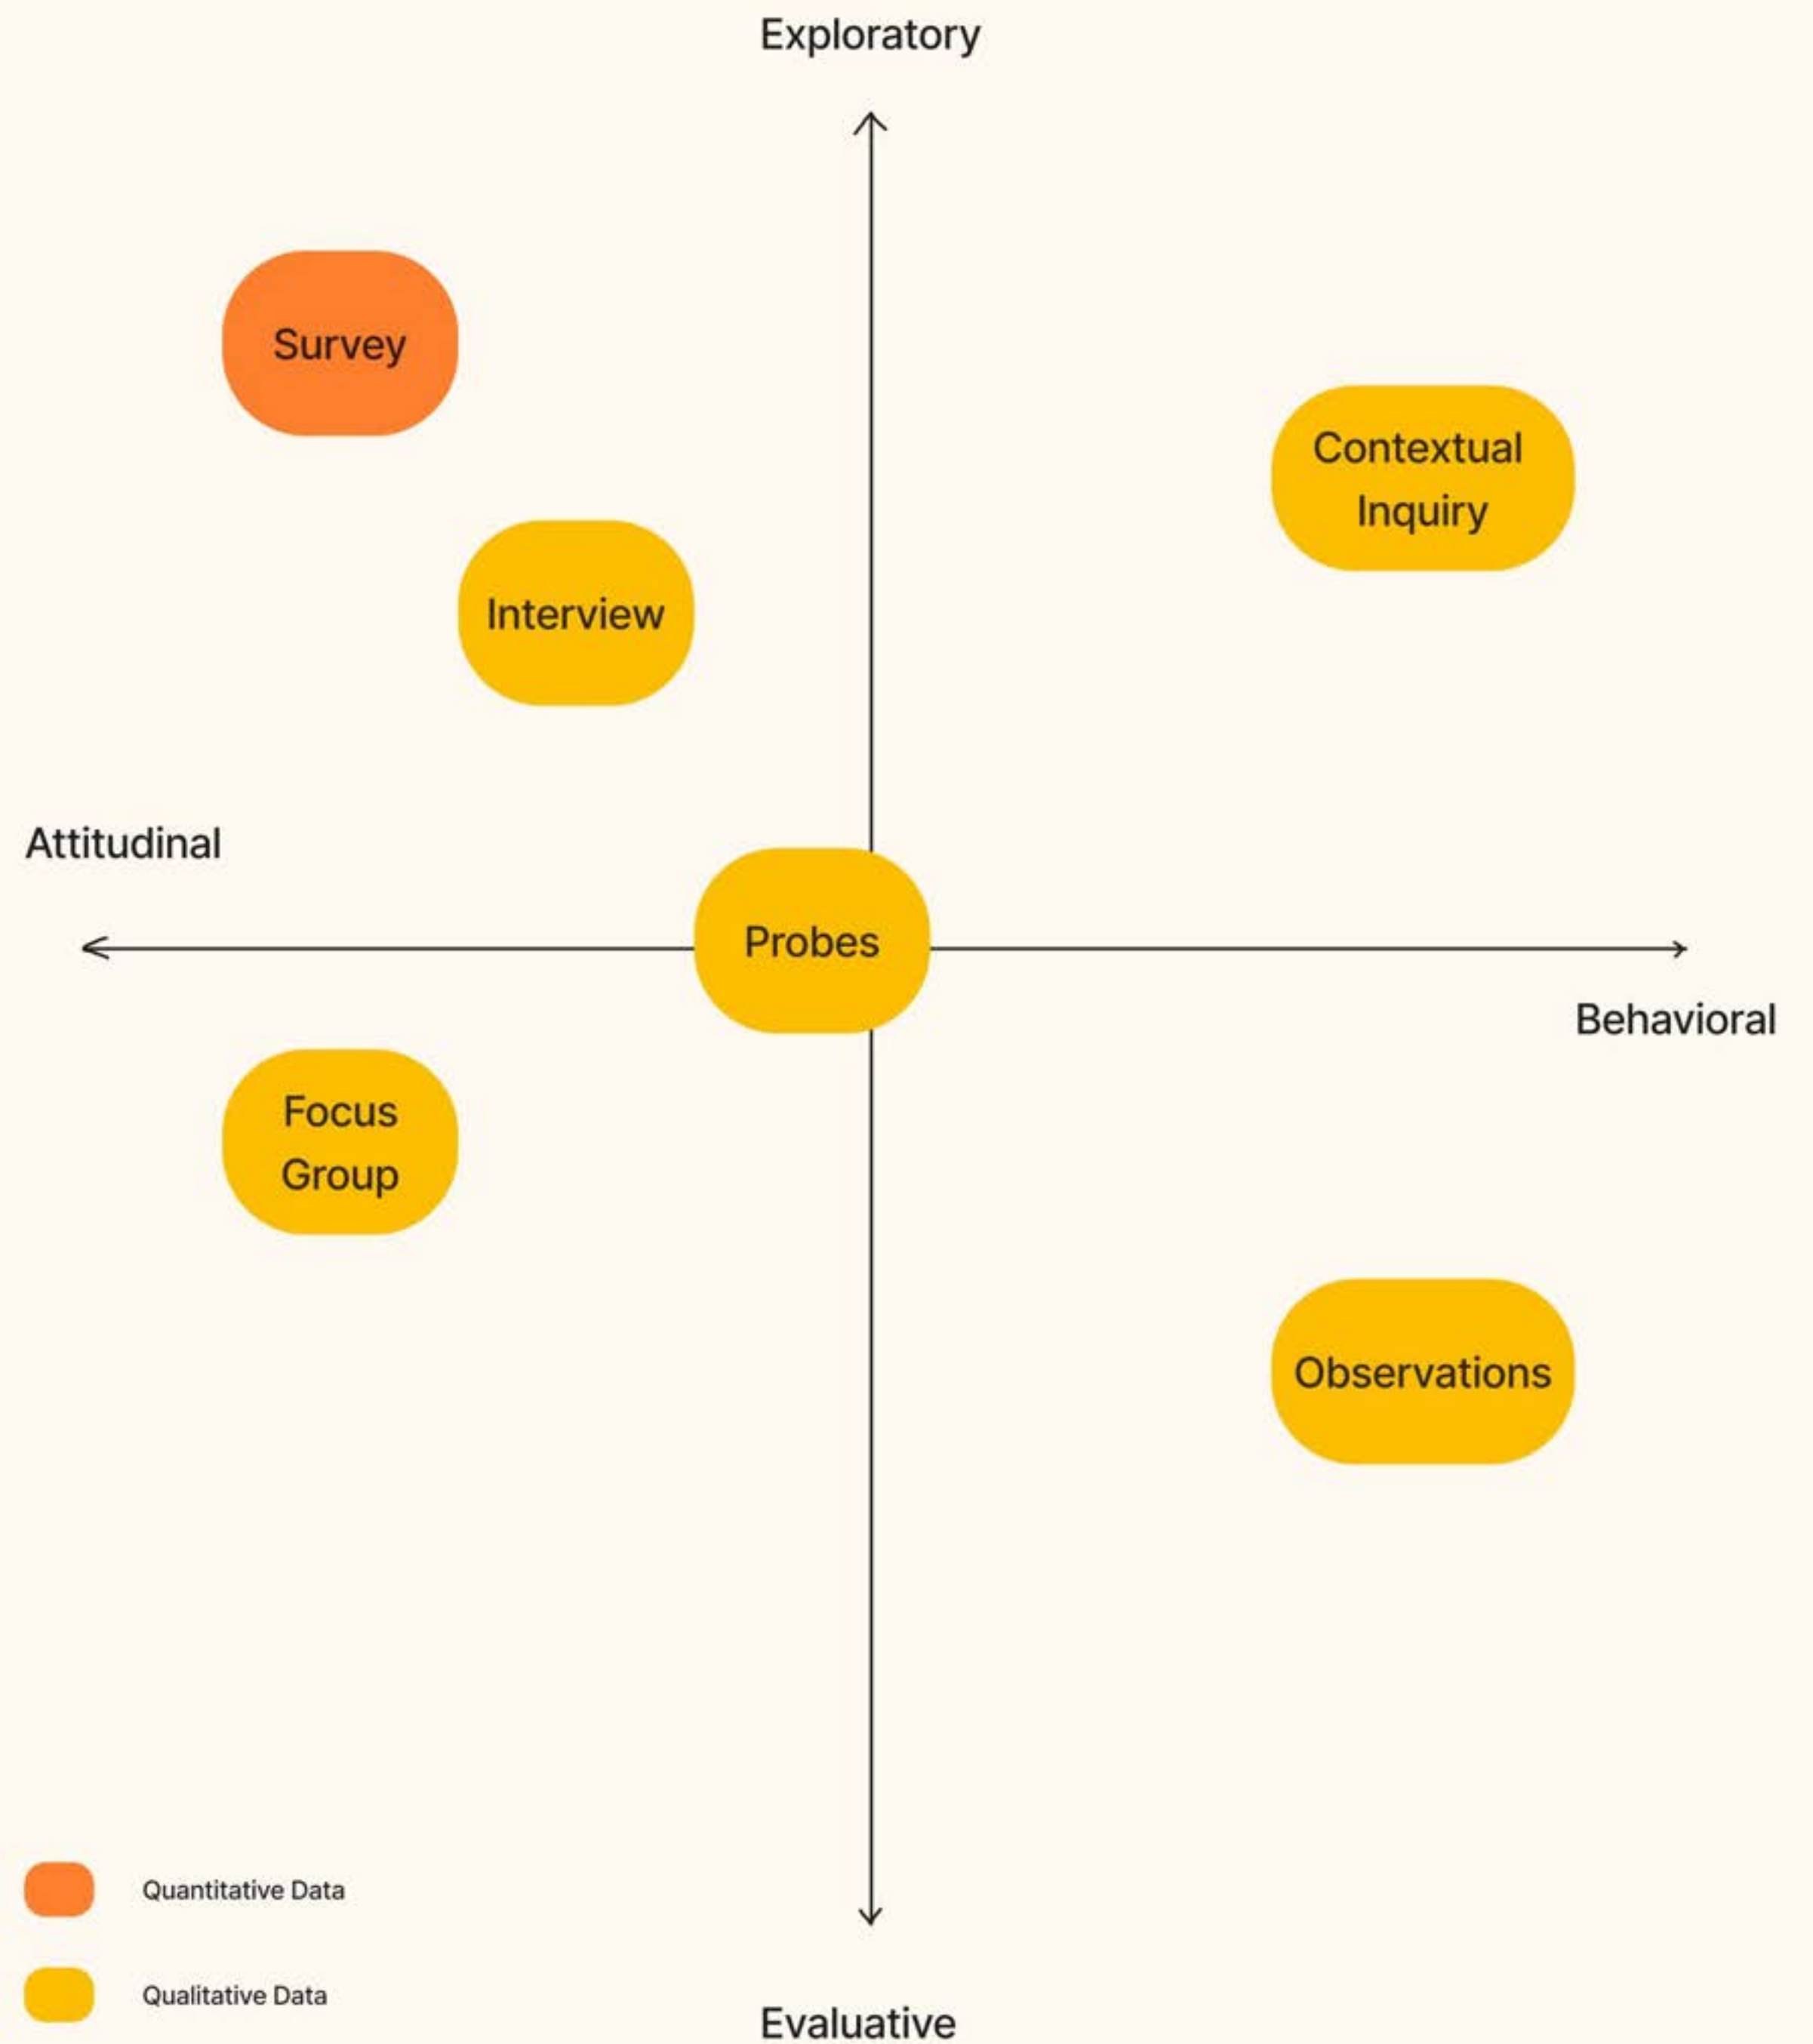 Exploratory
Survey
Contextual
Inquiry
Interview
Attitudinal
Probes
Behavioral
Focus
Group
Observations
Quantitative Data
Qualitative Data
Evaluative